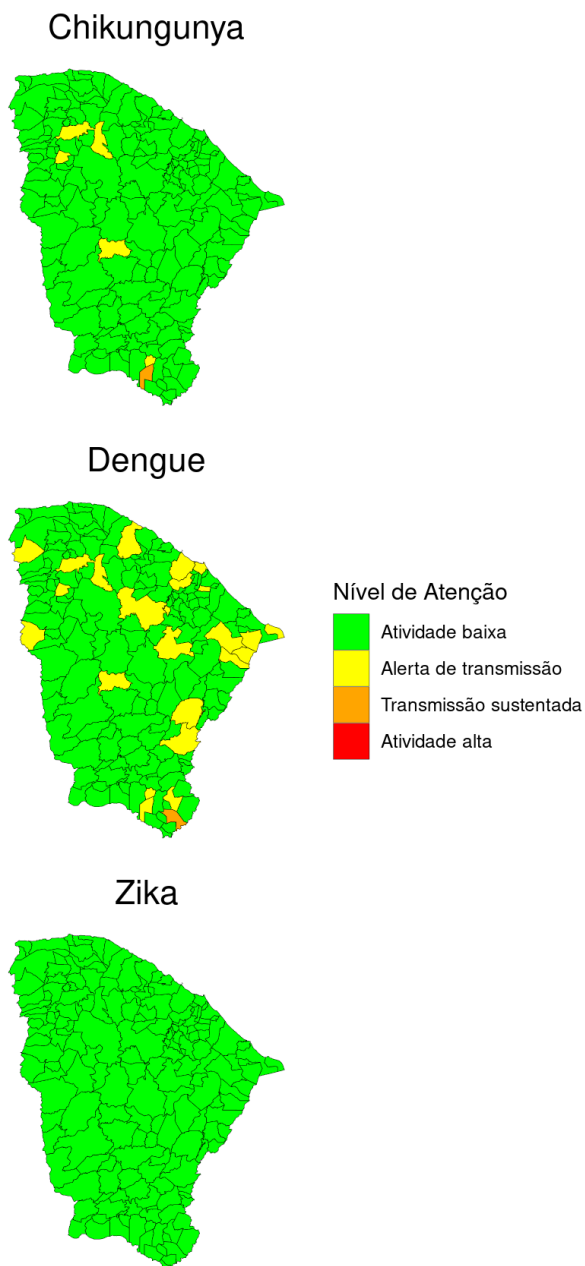 Chikungunya
Dengue
Nível de Atenção
Atividade baixa
Alerta de transmissão
Transmissão sustentada
Atividade alta
Zika